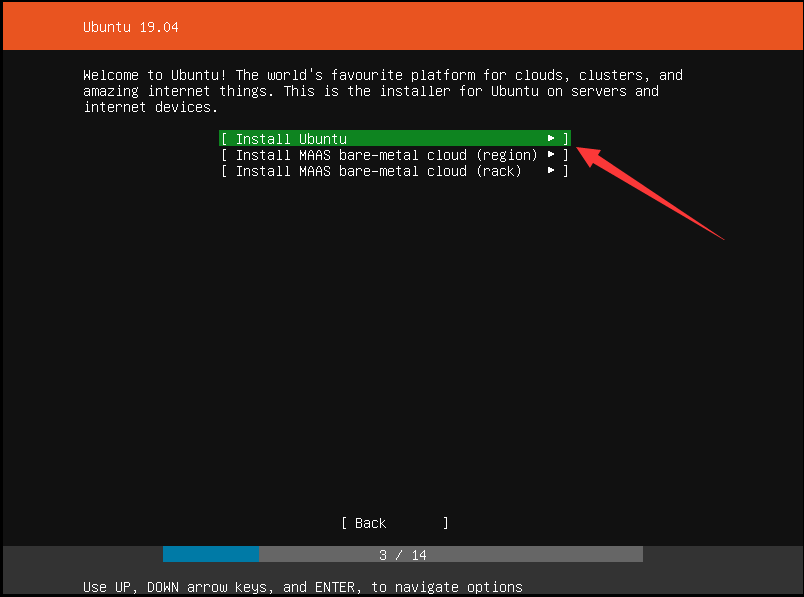 Ubuntu 19.04
Welcome to Ubuntu! The world's favourite platform for clouds, clusters, and
amazing internet things. This is the installer for Ubuntu on servers and
internet devices.
[ Install Ubuntu ▸ ]
[ Install MAAS bare-metal cloud (region) ▸ ]
[ Install MAAS bare-metal cloud (rack) ▸ ]
[ Back ]
3 / 14
Use UP, DOWN arrow keys, and ENTER, to navigate options